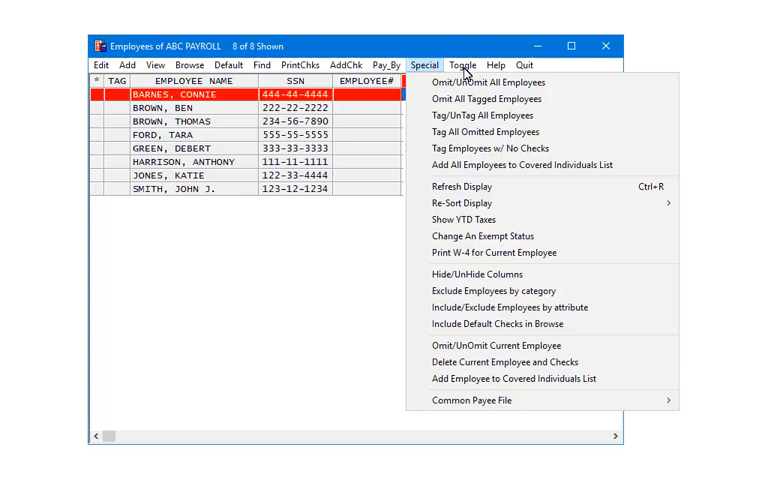 Employees of ABC PAYROLL 8 of 8 Shown
Edit Add View Browse Default Find PrintChks AddChk Pay_By Special Toggle Help Quit
* TAG EMPLOYEE NAME SSN EMPLOYEE#
BARNES, CONNIE 444-44-4444
BROWN, BEN 222-22-2222
BROWN, THOMAS 234-56-7890
FORD, TARA 555-55-5555
GREEN, DEBERT 333-33-3333
HARRISON, ANTHONY 111-11-1111
JONES, KATIE 122-33-4444
SMITH, JOHN J. 123-12-1234
Omit/UnOmit All Employees
Omit All Tagged Employees
Tag/UnTag All Employees
Tag All Omitted Employees
Tag Employees w/ No Checks
Add All Employees to Covered Individuals List
Refresh Display Ctrl+R
Re-Sort Display
Show YTD Taxes
Change An Exempt Status
Print W-4 for Current Employee
Hide/UnHide Columns
Exclude Employees by category
Include/Exclude Employees by attribute
Include Default Checks in Browse
Omit/UnOmit Current Employee
Delete Current Employee and Checks
Add Employee to Covered Individuals List
Common Payee File